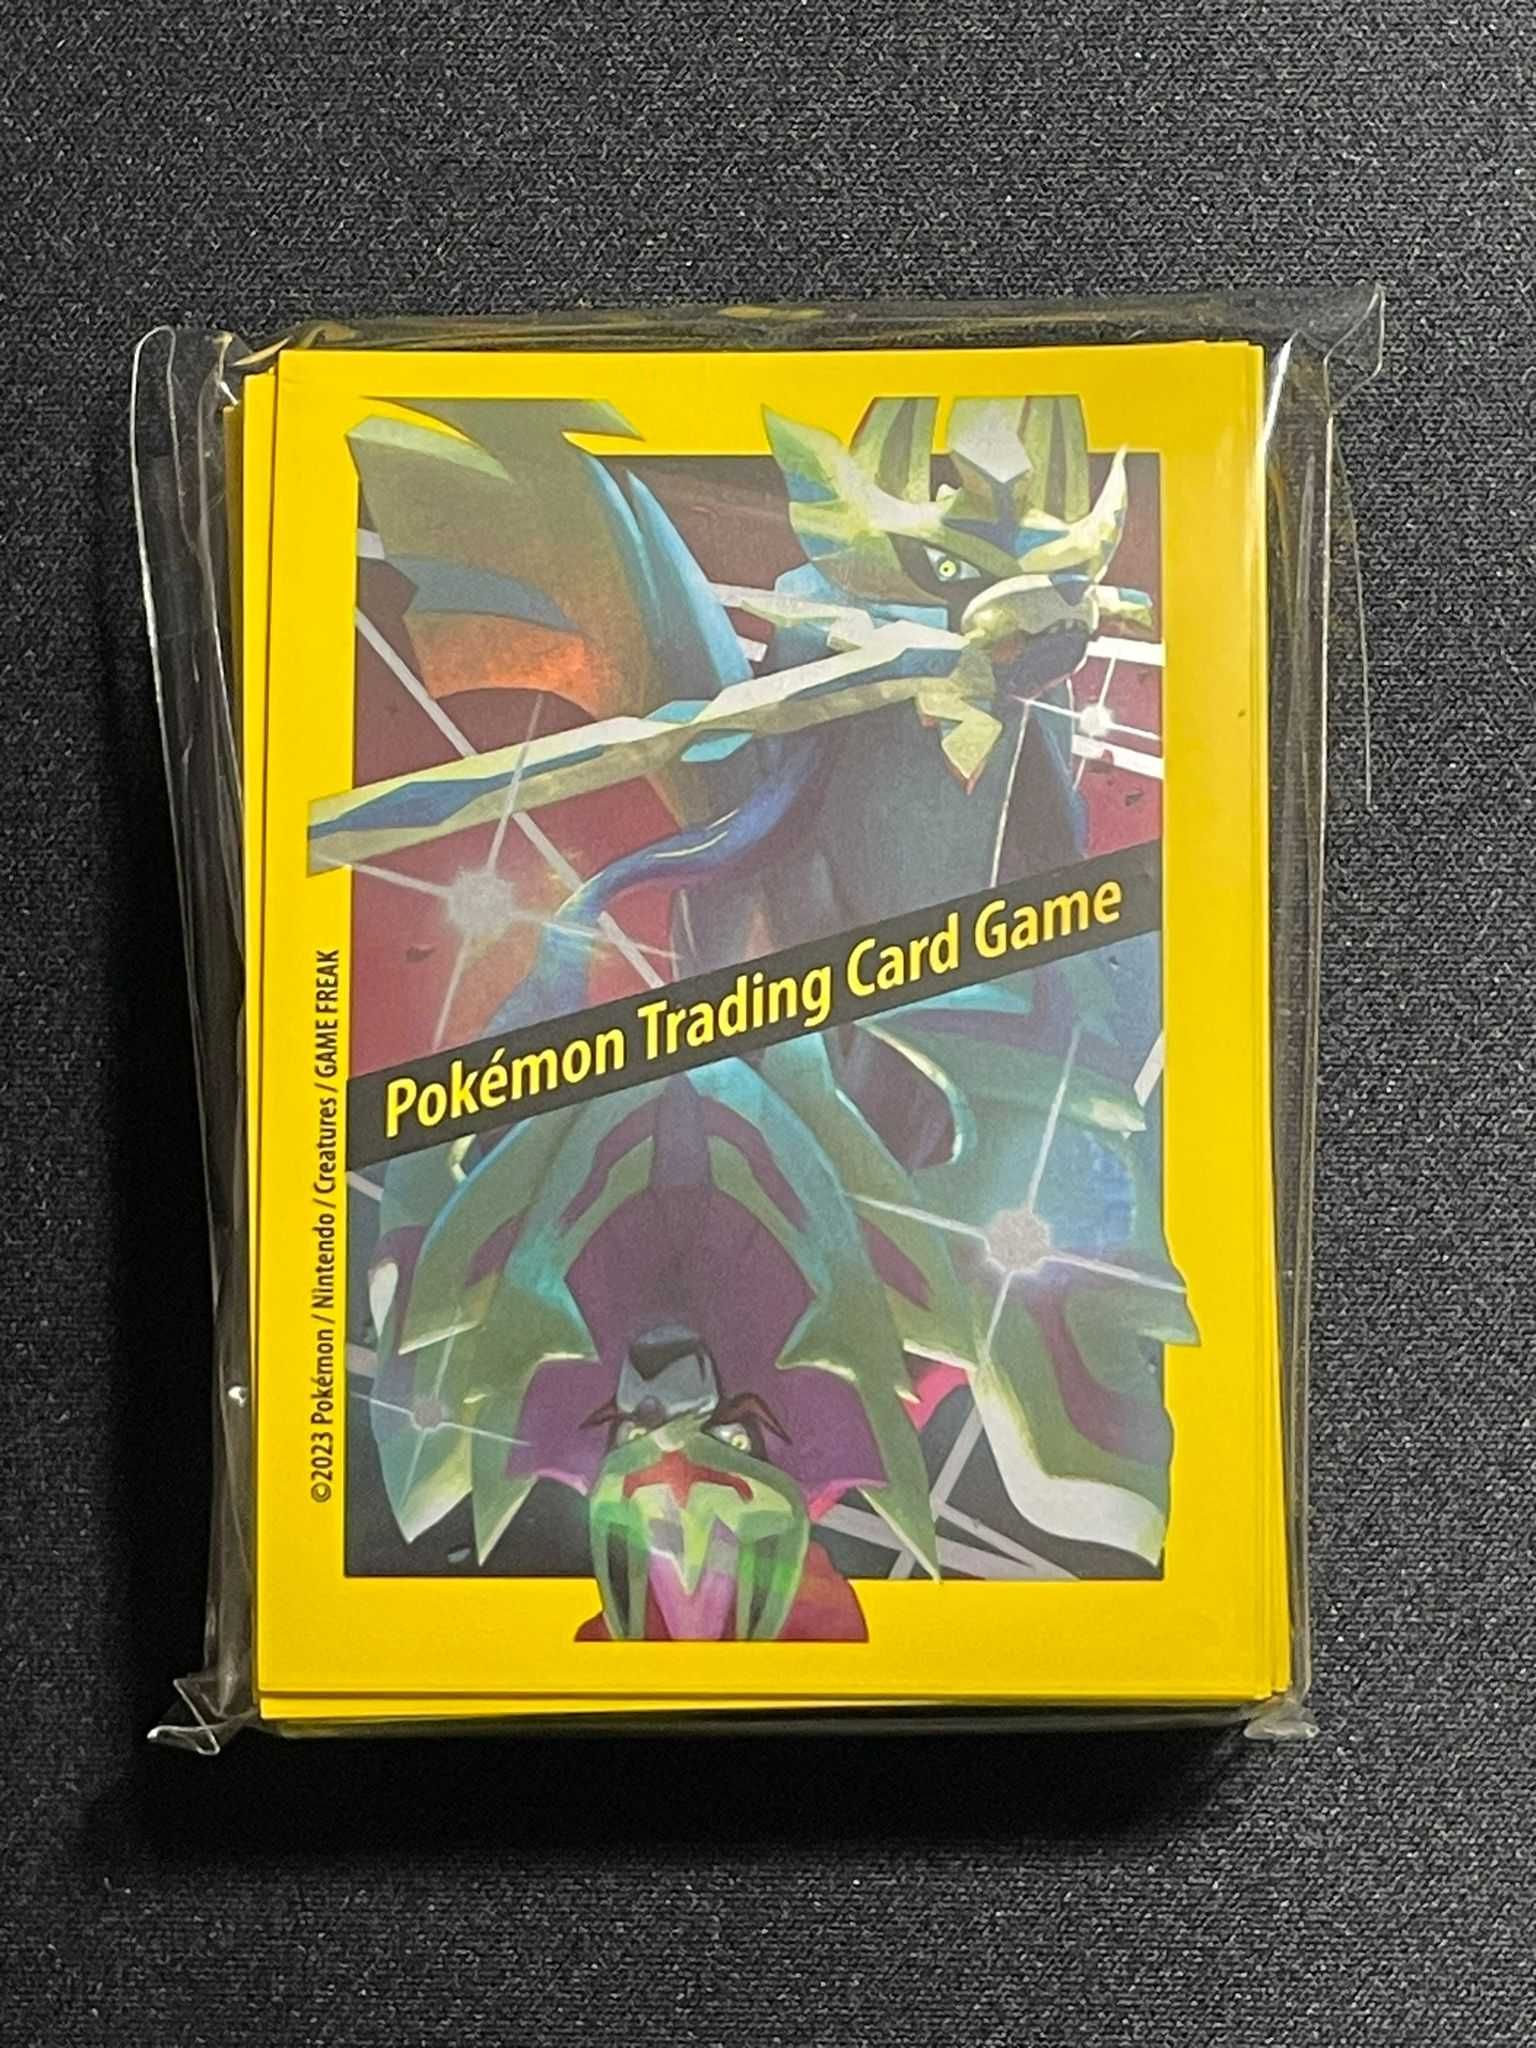 Pokémon Trading Card Game
©2023 Pokémon / Nintendo / Creatures / GAME FREAK